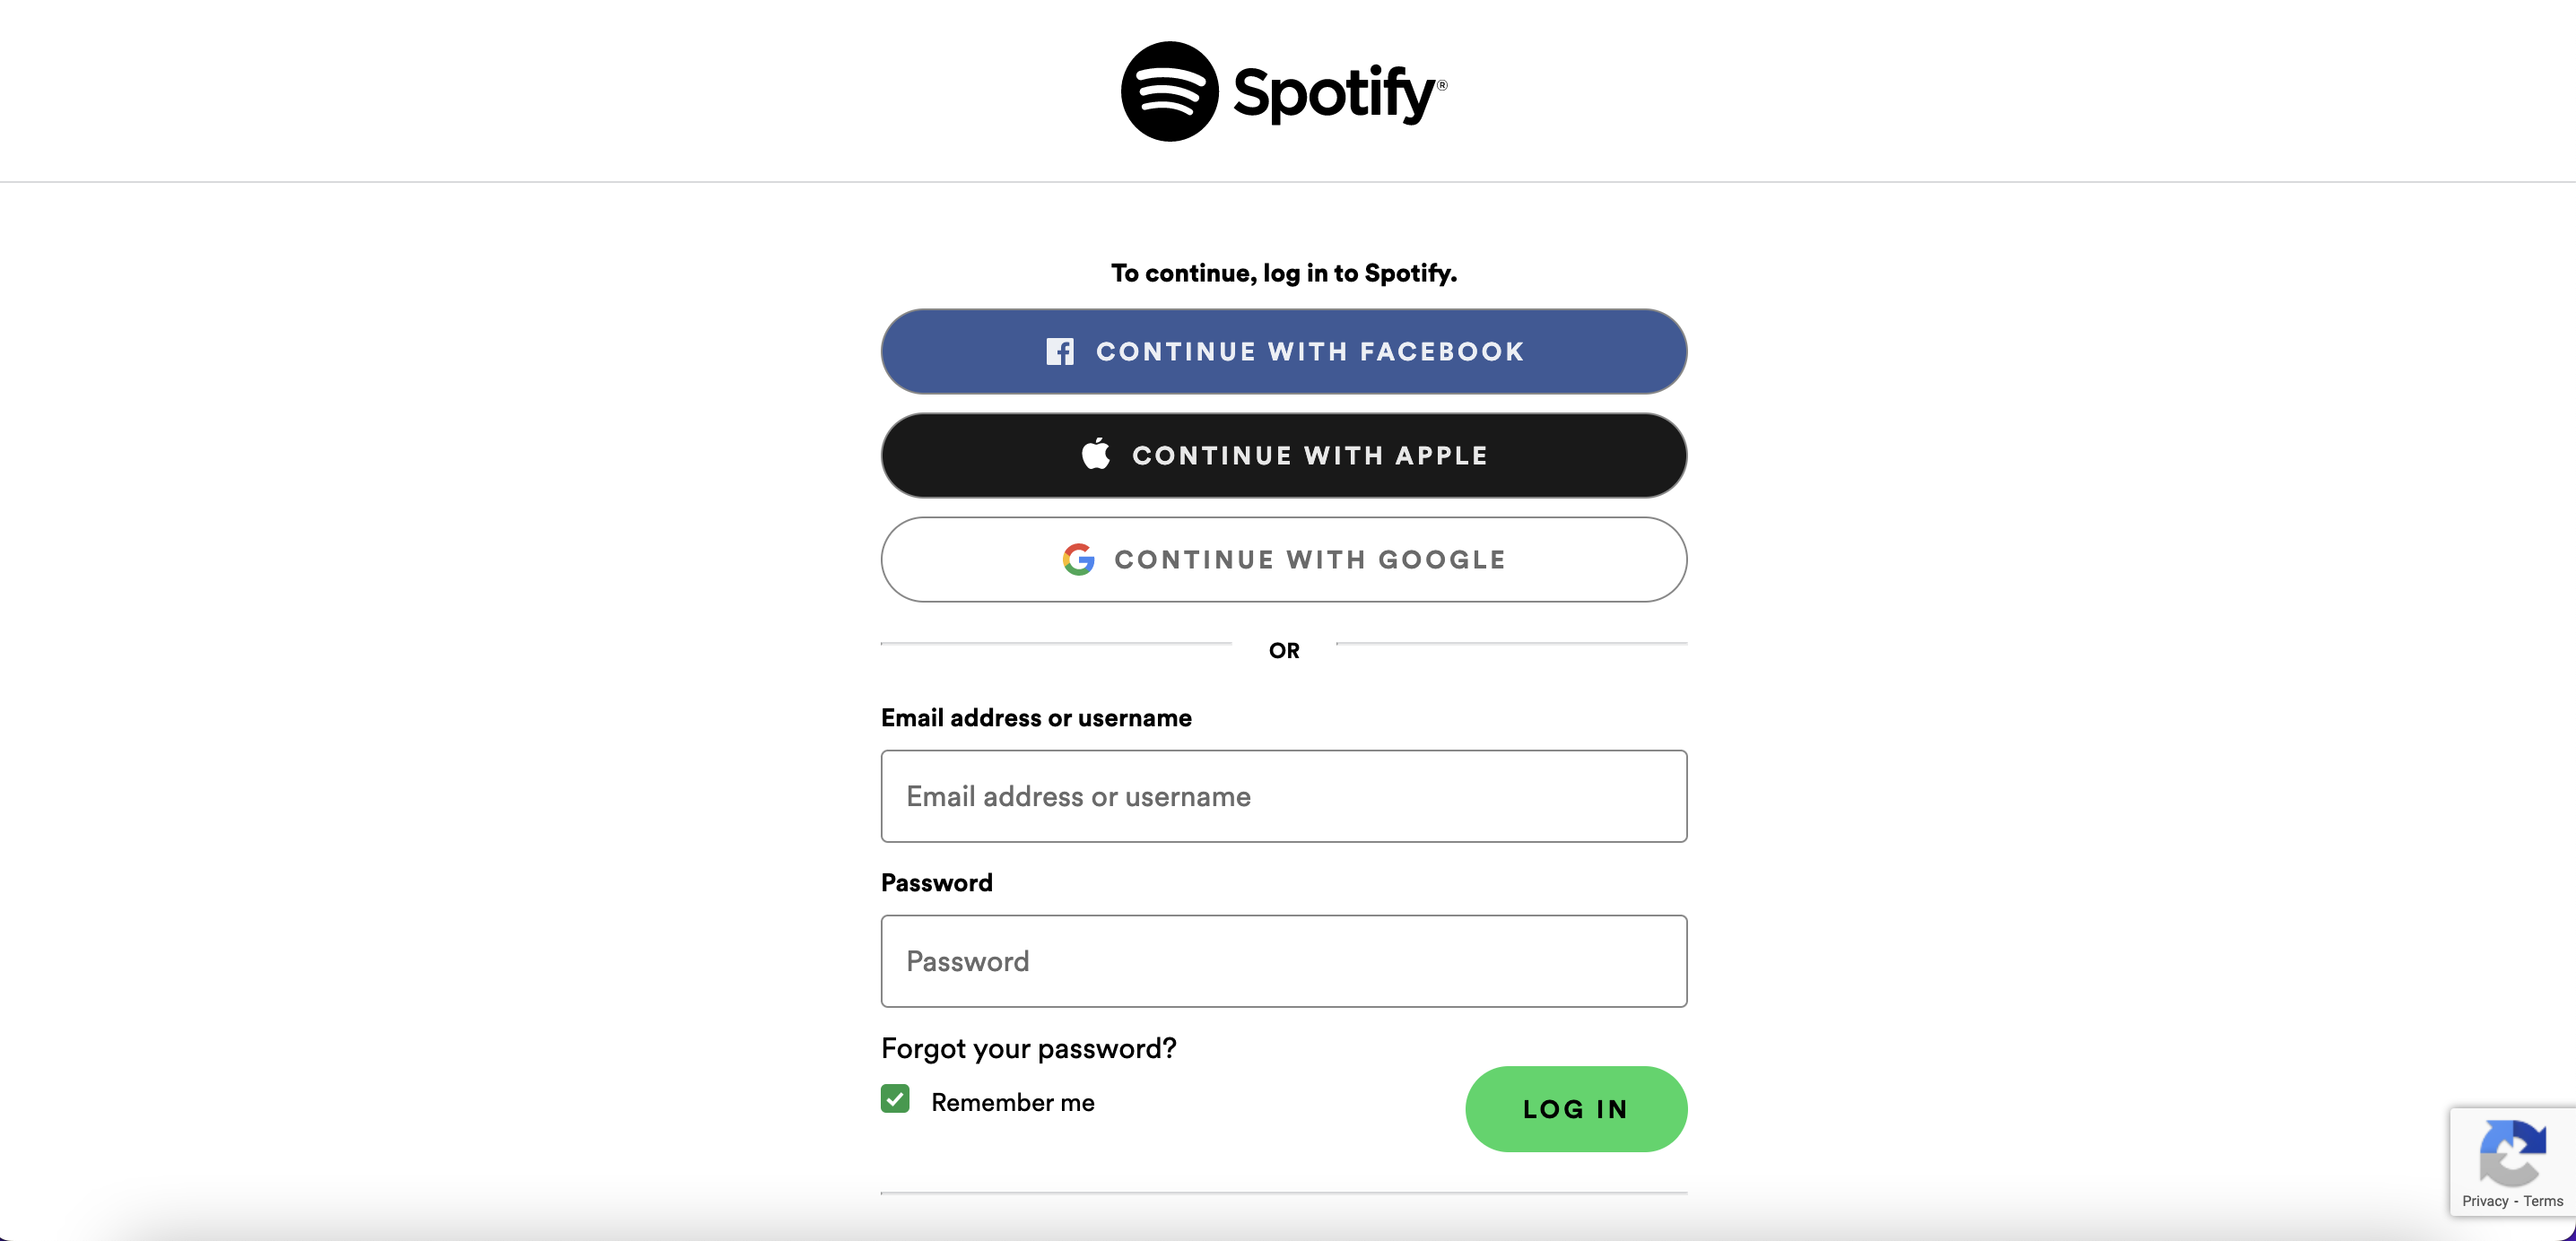 Spotify®
To continue, log in to Spotify.
CONTINUE WITH FACEBOOK
CONTINUE WITH APPLE
CONTINUE WITH GOOGLE
OR
Email address or username
Email address or username
Password
Password
Forgot your password?
Remember me
LOG IN
Privacy - Terms